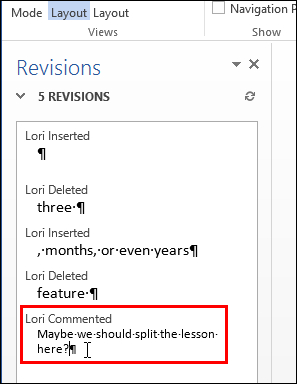 Mode Layout Layout
Navigation P
Views
Show
Revisions
5 REVISIONS
Lori Inserted
¶
Lori Deleted
three·¶
Lori Inserted
,·months,·or·even·years¶
Lori Deleted
feature·¶
Lori Commented
Maybe·we·should·split·the·lesson·
here?¶